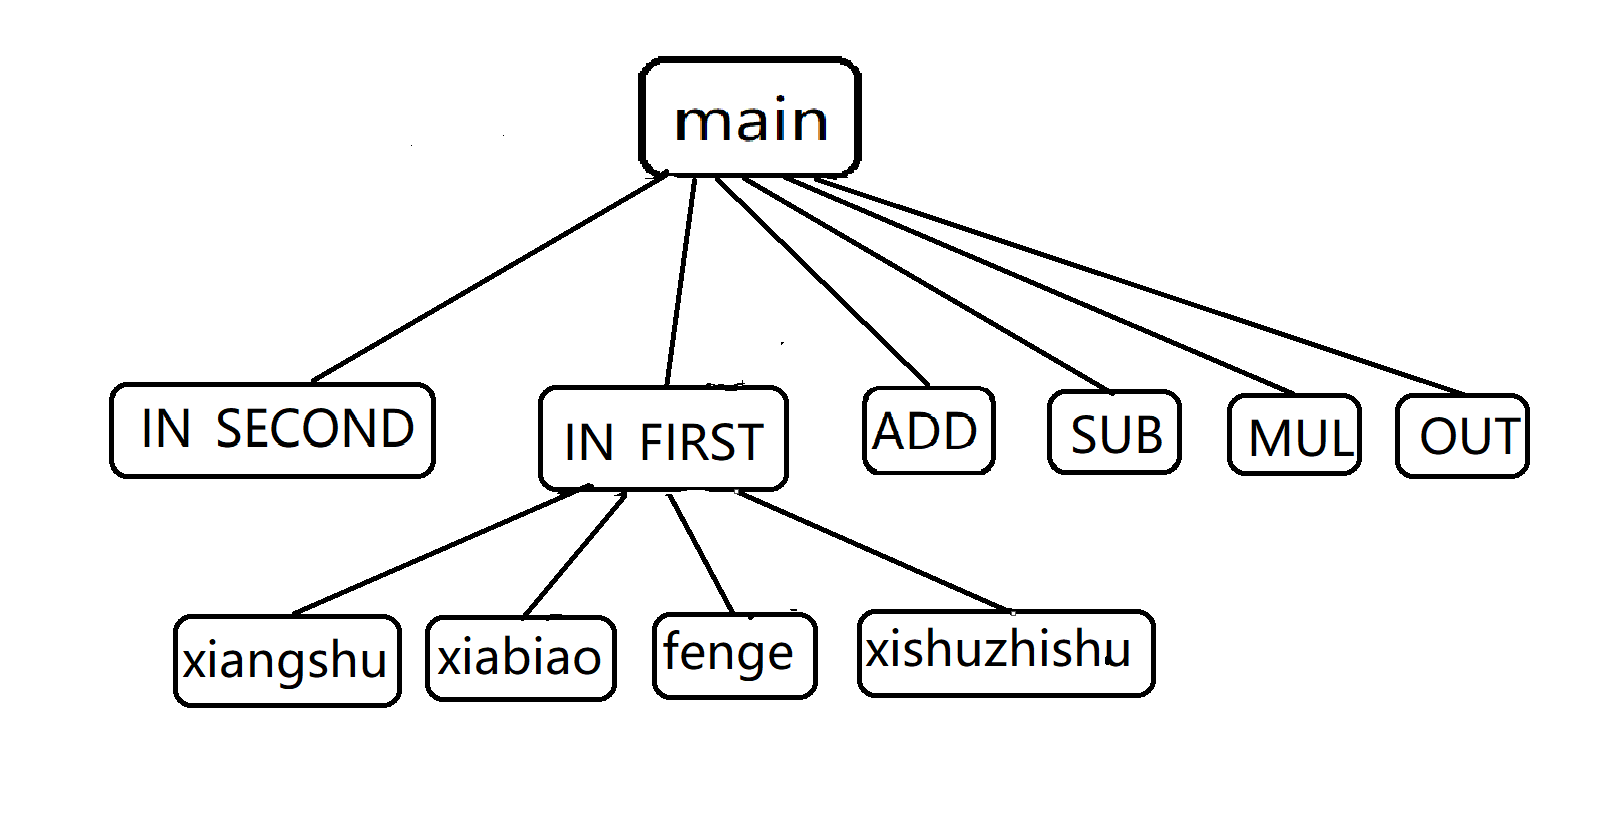 main
IN SECOND
IN FIRST
ADD
SUB
MUL
OUT
xiangshu
xiabiao
fenge
xishuzhishu